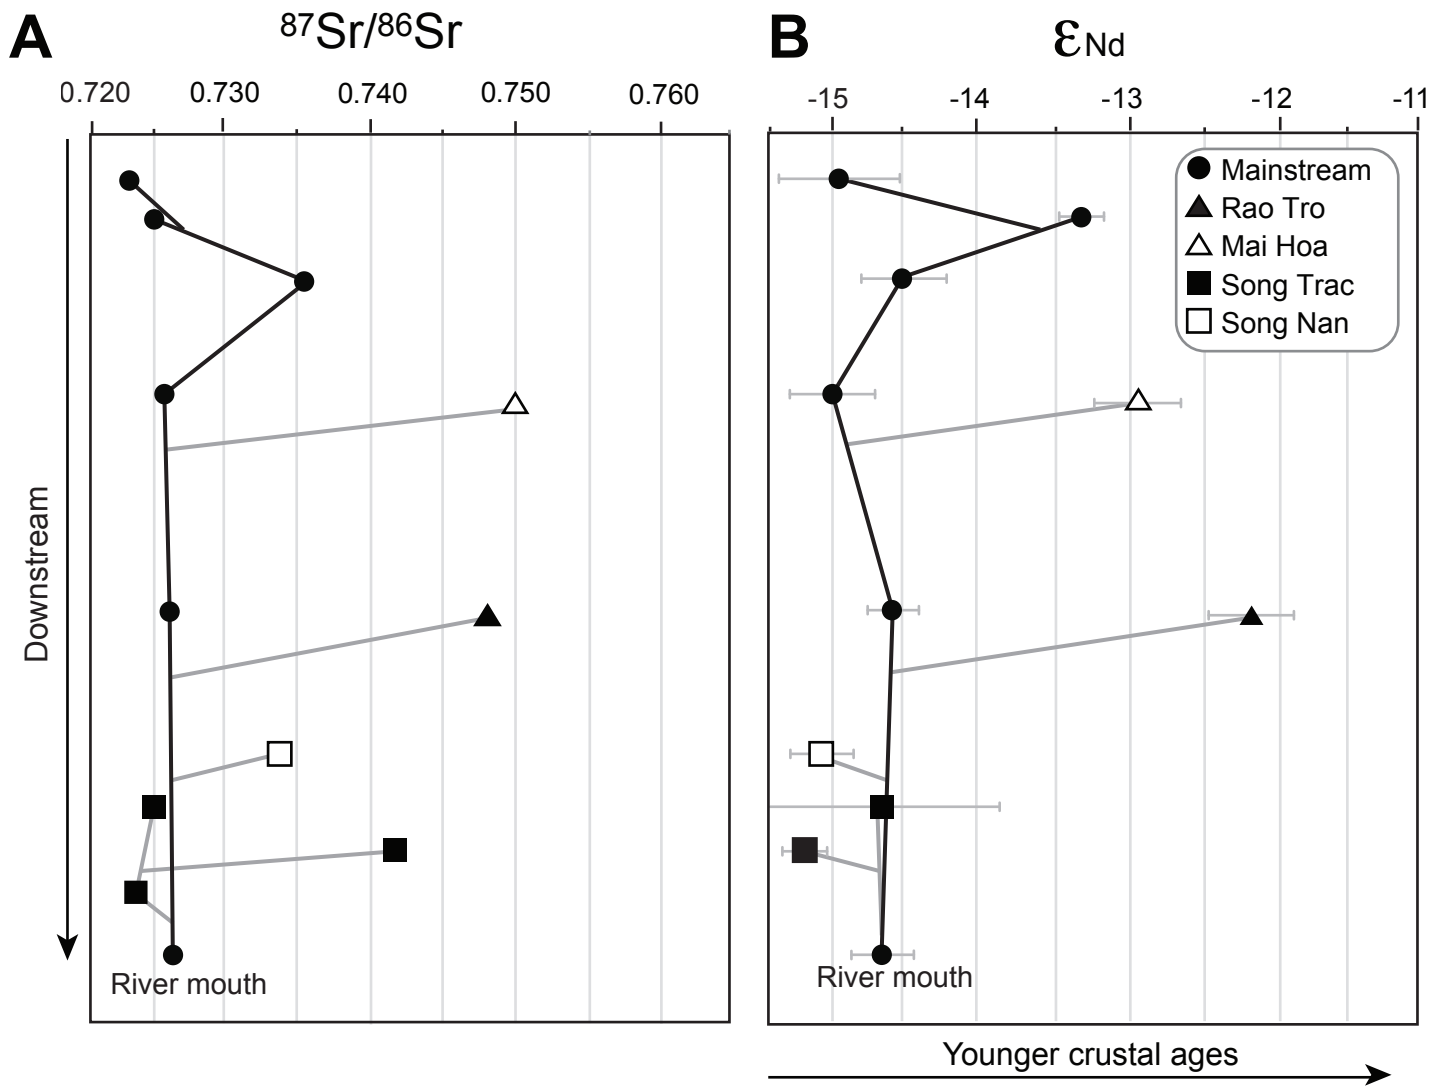 A
87Sr/86Sr
0.720 0.730 0.740 0.750 0.760
Downstream
River mouth
B
εNd
-15 -14 -13 -12 -11
Mainstream
Rao Tro
Mai Hoa
Song Trac
Song Nan
River mouth
Younger crustal ages